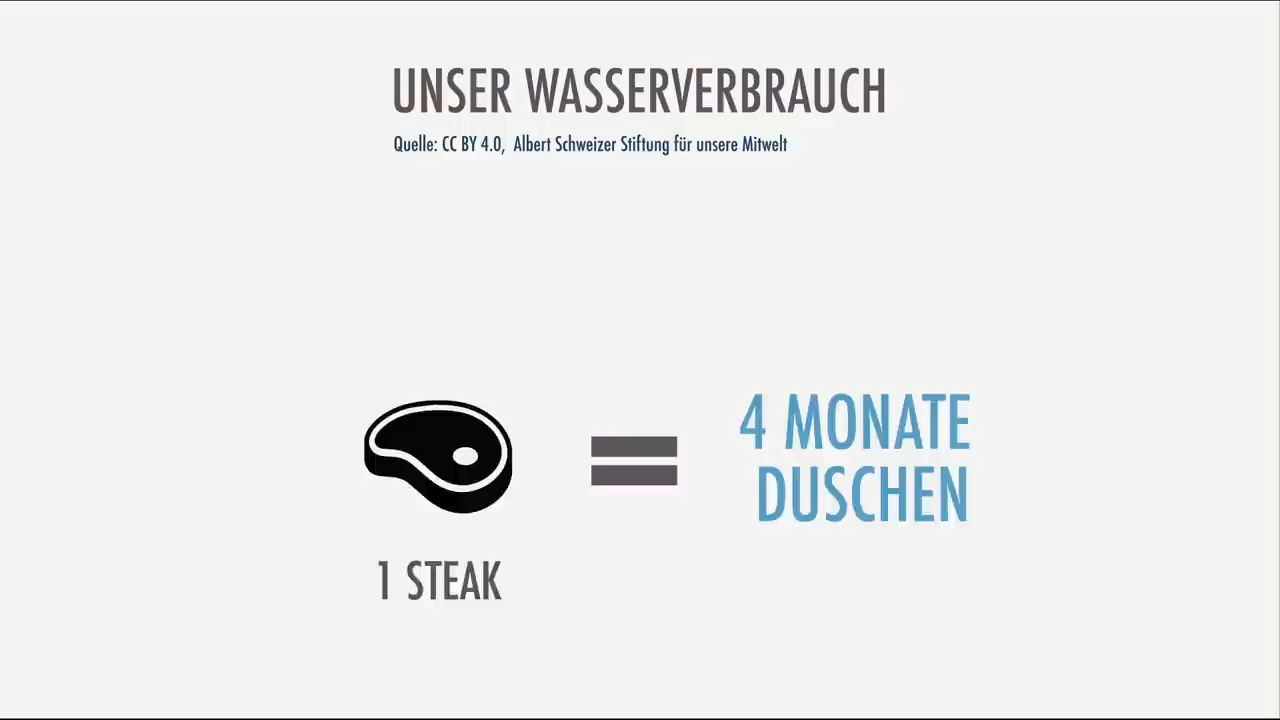 UNSER WASSERVERBRAUCH
Quelle: CC BY 4.0, Albert Schweizer Stiftung für unsere Mitwelt
4 MONATE
DUSCHEN
1 STEAK